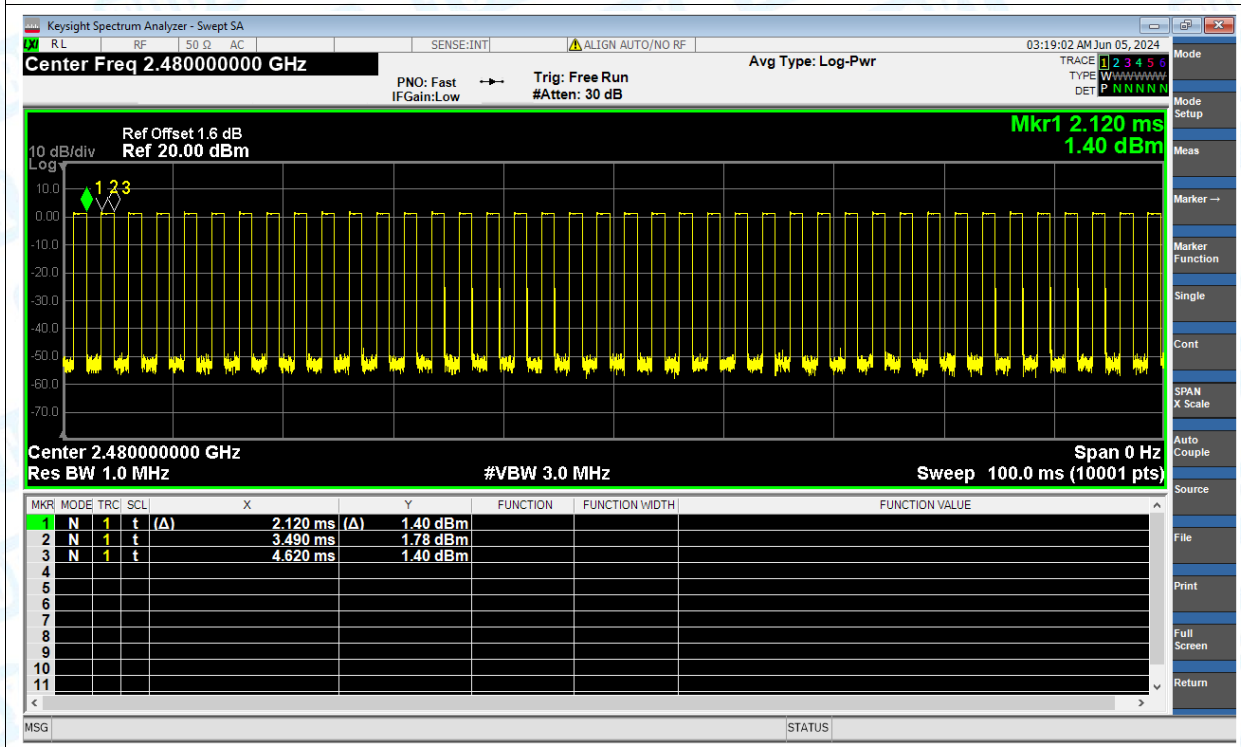 Keysight Spectrum Analyzer - Swept SA
LXI RL RF 50 Ω AC SENSE:INT ALIGN AUTO/NO RF 03:19:02 AM Jun 05, 2024
Center Freq 2.480000000 GHz
PNO: Fast
IFGain:Low
Trig: Free Run
#Atten: 30 dB
Avg Type: Log-Pwr
TRACE 1 2 3 4 5 6
TYPE WWWWWW
DET P N N N N N
Mkr1 2.120 ms
1.40 dBm
Ref Offset 1.6 dB
10 dB/div Ref 20.00 dBm
Log
10.0
0.00
-10.0
-20.0
-30.0
-40.0
-50.0
-60.0
-70.0
1 2 3
Center 2.480000000 GHz Span 0 Hz
Res BW 1.0 MHz #VBW 3.0 MHz Sweep 100.0 ms (10001 pts)
MKR MODE TRC SCL X Y FUNCTION FUNCTION WIDTH FUNCTION VALUE
1 N 1 t (Δ) 2.120 ms (Δ) 1.40 dBm
2 N 1 t 3.490 ms 1.78 dBm
3 N 1 t 4.620 ms 1.40 dBm
4
5
6
7
8
9
10
11
MSG STATUS
Mode
Mode
Setup
Meas
Marker →
Marker
Function
Single
Cont
SPAN
X Scale
Auto
Couple
Source
File
Print
Full
Screen
Return